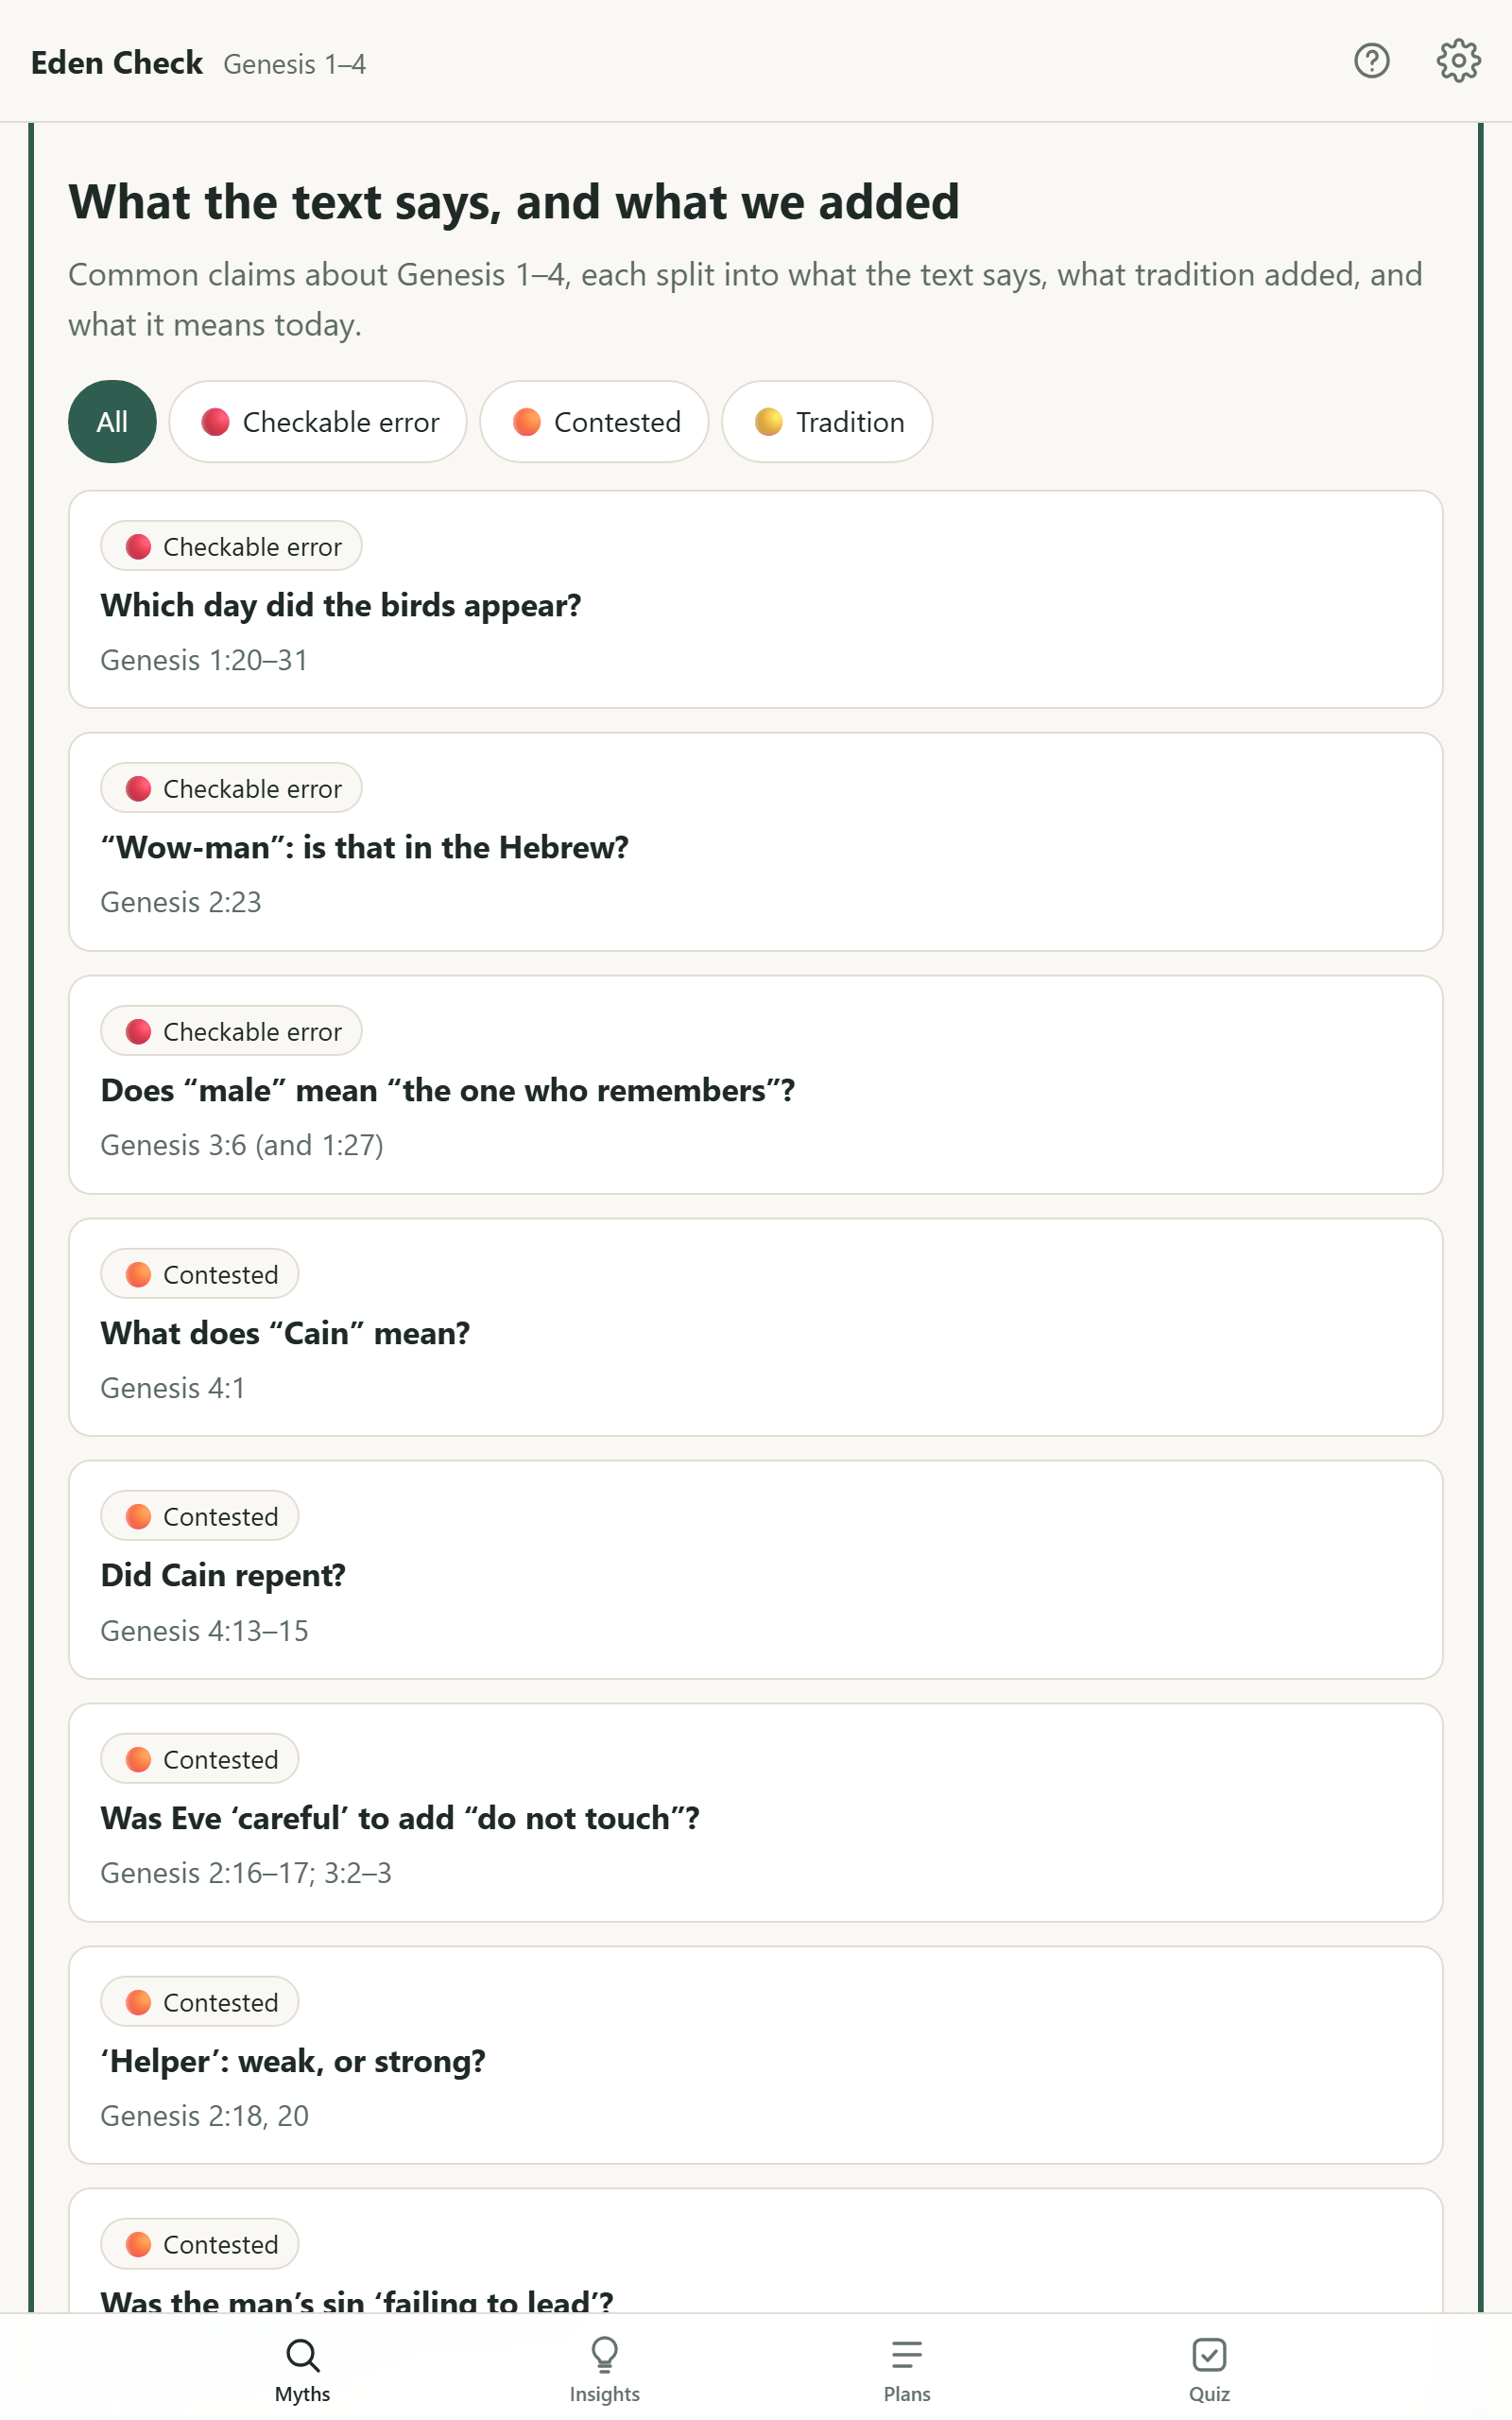 Eden Check Genesis 1–4
What the text says, and what we added
Common claims about Genesis 1–4, each split into what the text says, what tradition added, and
what it means today.
All Checkable error Contested Tradition
Checkable error
Which day did the birds appear?
Genesis 1:20–31
Checkable error
“Wow-man”: is that in the Hebrew?
Genesis 2:23
Checkable error
Does “male” mean “the one who remembers”?
Genesis 3:6 (and 1:27)
Contested
What does “Cain” mean?
Genesis 4:1
Contested
Did Cain repent?
Genesis 4:13–15
Contested
Was Eve ‘careful’ to add “do not touch”?
Genesis 2:16–17; 3:2–3
Contested
‘Helper’: weak, or strong?
Genesis 2:18, 20
Contested
Was the man’s sin ‘failing to lead’?
Myths Insights Plans Quiz